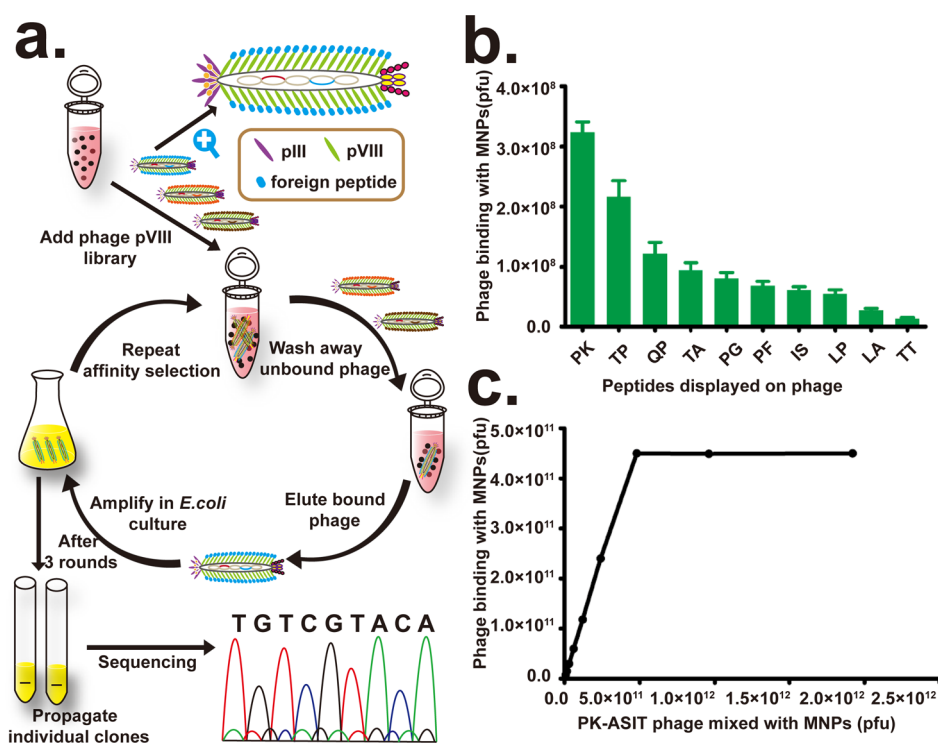 a.
pIII
pVIII
foreign peptide
Add phage pVIII
library
Repeat
affinity selection
Wash away
unbound phage
Elute bound
phage
Amplify in E.coli
culture
After
3 rounds
Sequencing
TGTCGTACA
Propagate
individual clones
b.
Phage binding with MNPs(pfu)
4.0×10⁸
3.0×10⁸
2.0×10⁸
1.0×10⁸
0.0
PK TP QP TA PG PF IS LP LA TT
Peptides displayed on phage
c.
Phage binding with MNPs(pfu)
5.0×10¹¹
4.0×10¹¹
3.0×10¹¹
2.0×10¹¹
1.0×10¹¹
0.0
0.0 5.0×10¹¹ 1.0×10¹² 1.5×10¹² 2.0×10¹² 2.5×10¹²
PK-ASIT phage mixed with MNPs (pfu)